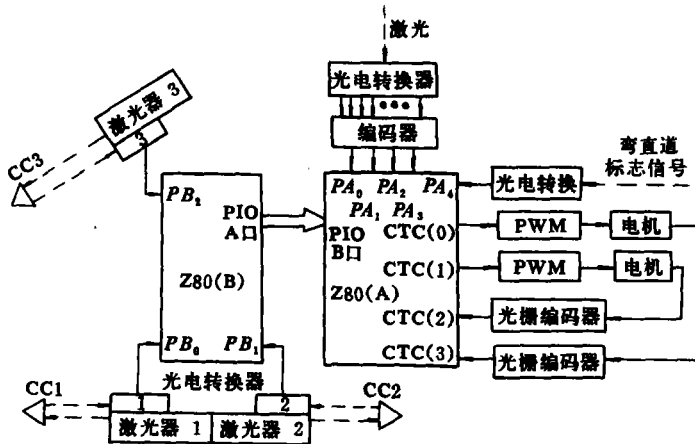 激光
光电转换器
编码器
激光器 3
3
CC3
PB₂
PIO
A口
Z80(B)
PB₀ PB₁
PA₀ PA₂ PA₄
PA₁ PA₃
PIO
B口
Z80(A)
CTC(0)
CTC(1)
CTC(2)
CTC(3)
光电转换
弯直道
标志信号
PWM
电机
PWM
电机
光栅编码器
光栅编码器
光电转换器
CC1
1
2
CC2
激光器 1
激光器 2